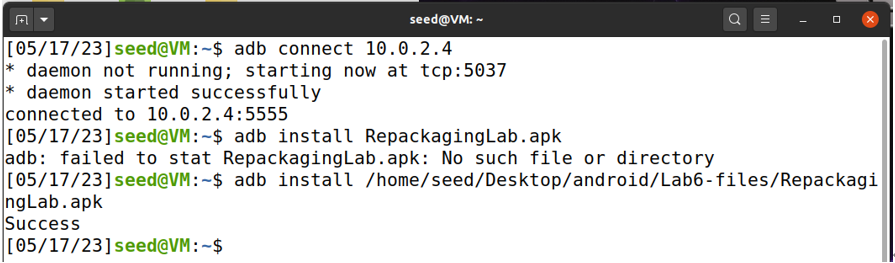 seed@VM: ~
[05/17/23]seed@VM:~$ adb connect 10.0.2.4
* daemon not running; starting now at tcp:5037
* daemon started successfully
connected to 10.0.2.4:5555
[05/17/23]seed@VM:~$ adb install RepackagingLab.apk
adb: failed to stat RepackagingLab.apk: No such file or directory
[05/17/23]seed@VM:~$ adb install /home/seed/Desktop/android/Lab6-files/Repackagi
ngLab.apk
Success
[05/17/23]seed@VM:~$